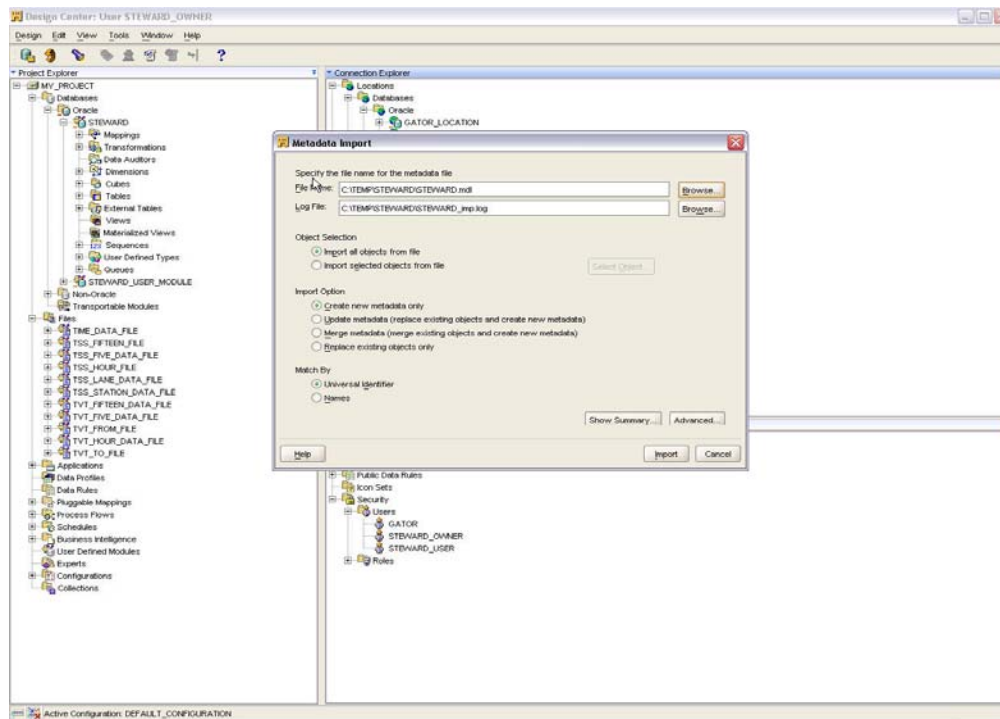 Design Center: User STEWARD_OWNER
Design Edit View Tools Window Help
Project Explorer
MY_PROJECT
Databases
Oracle
STEWARD
Mappings
Transformations
Data Auditors
Dimensions
Cubes
Tables
External Tables
Views
Materialized Views
Sequences
User Defined Types
Queues
STEWARD_USER_MODULE
Non-Oracle
Transportable Modules
Files
TIME_DATA_FILE
TSS_FIFTEEN_FILE
TSS_FIVE_DATA_FILE
TSS_HOUR_FILE
TSS_LANE_DATA_FILE
TSS_STATION_DATA_FILE
TVT_FIFTEEN_DATA_FILE
TVT_FIVE_DATA_FILE
TVT_FROM_FILE
TVT_HOUR_DATA_FILE
TVT_TO_FILE
Applications
Data Profiles
Data Rules
Pluggable Mappings
Process Flows
Schedules
Business Intelligence
User Defined Modules
Experts
Configurations
Collections
Connection Explorer
Locations
Databases
Oracle
GATOR_LOCATION
Metadata Import
Specify the file name for the metadata file
File Name: C:\TEMP\STEWARD\STEWARD.mdl Browse...
Log File: C:\TEMP\STEWARD\STEWARD_imp.log Browse...
Object Selection
Import all objects from file
Import selected objects from file Select Object...
Import Option
Create new metadata only
Update metadata (replace existing objects and create new metadata)
Merge metadata (merge existing objects and create new metadata)
Replace existing objects only
Match By
Universal Identifier
Names
Show Summary... Advanced...
Help Import Cancel
Public Data Rules
Icon Sets
Security
Users
GATOR
STEWARD_OWNER
STEWARD_USER
Roles
Active Configuration: DEFAULT_CONFIGURATION